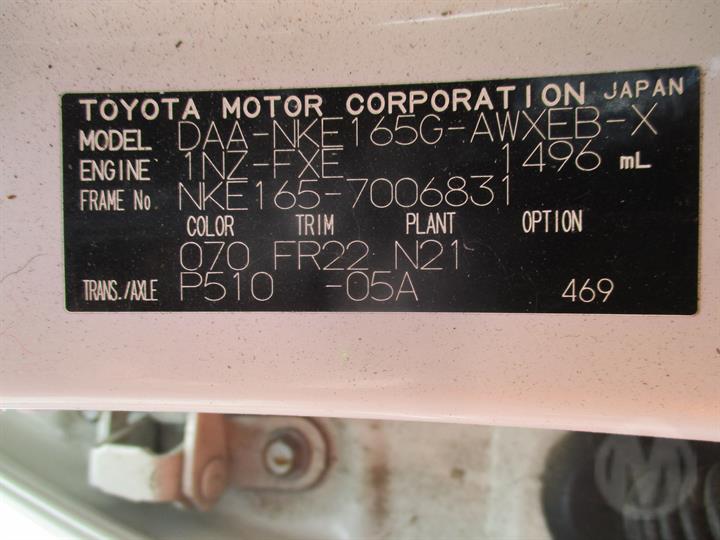 TOYOTA MOTOR CORPORATION JAPAN
MODEL DAA-NKE165G-AWXEB-X
ENGINE 1NZ-FXE 1496 mL
FRAME No. NKE165-7006831
COLOR TRIM PLANT OPTION
070 FR22 N21
TRANS./AXLE P510 -05A 469
M